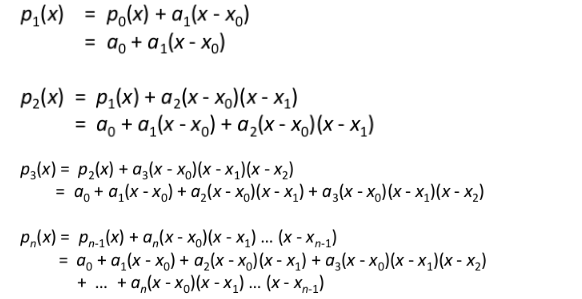 p₁(x) = p₀(x) + a₁(x - x₀)
= a₀ + a₁(x - x₀)
p₂(x) = p₁(x) + a₂(x - x₀)(x - x₁)
= a₀ + a₁(x - x₀) + a₂(x - x₀)(x - x₁)
p₃(x) = p₂(x) + a₃(x - x₀)(x - x₁)(x - x₂)
= a₀ + a₁(x - x₀) + a₂(x - x₀)(x - x₁) + a₃(x - x₀)(x - x₁)(x - x₂)
pₙ(x) = pₙ₋₁(x) + aₙ(x - x₀)(x - x₁) ... (x - xₙ₋₁)
= a₀ + a₁(x - x₀) + a₂(x - x₀)(x - x₁) + a₃(x - x₀)(x - x₁)(x - x₂)
+ ... + aₙ(x - x₀)(x - x₁) ... (x - xₙ₋₁)